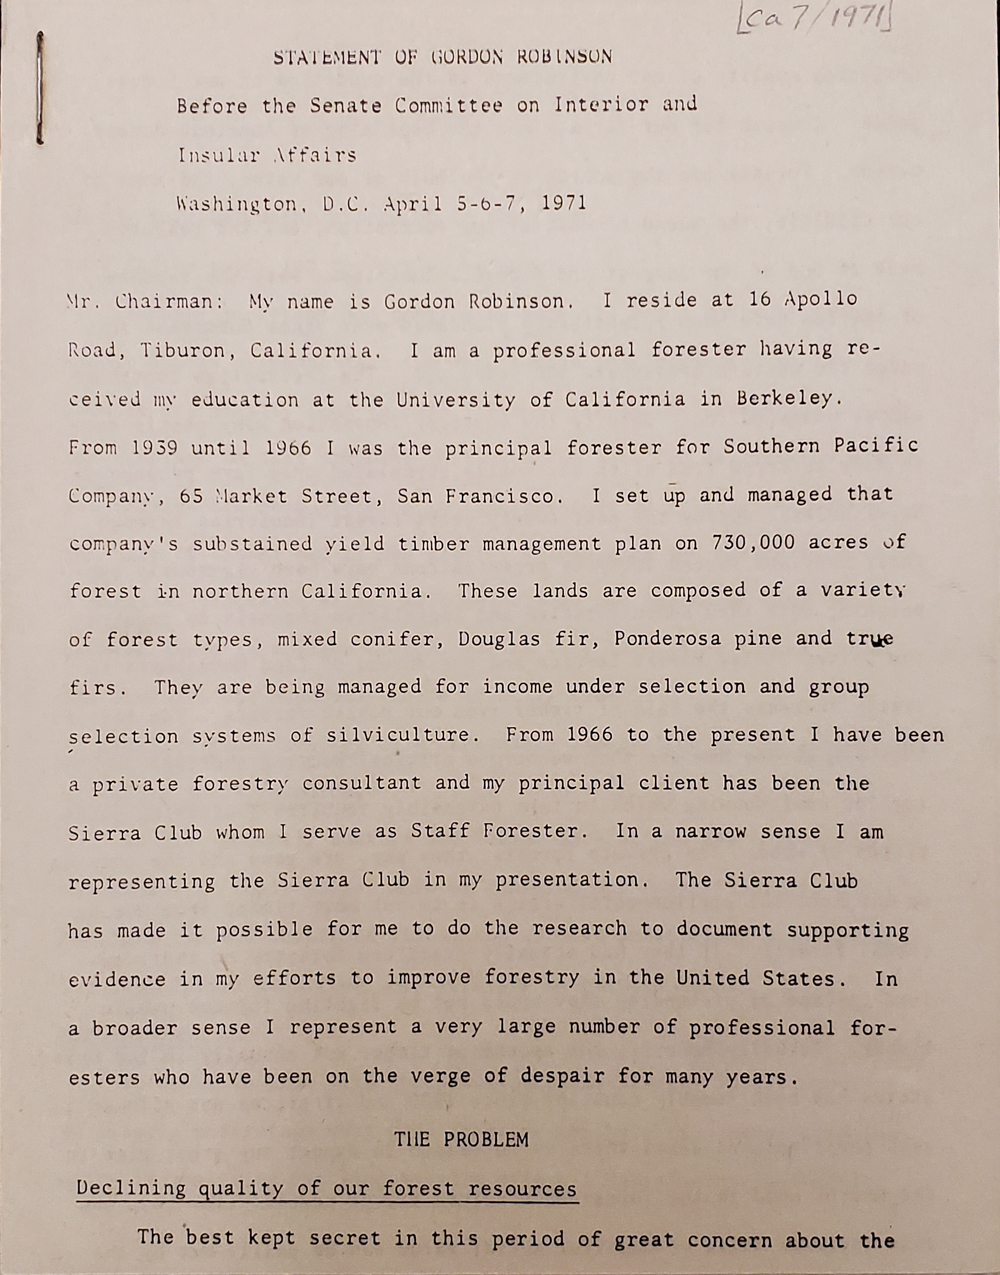 [ca 7/1971]
STATEMENT OF GORDON ROBINSON
Before the Senate Committee on Interior and
Insular Affairs
Washington, D.C. April 5-6-7, 1971
Mr. Chairman: My name is Gordon Robinson. I reside at 16 Apollo
Road, Tiburon, California. I am a professional forester having re-
ceived my education at the University of California in Berkeley.
From 1939 until 1966 I was the principal forester for Southern Pacific
Company, 65 Market Street, San Francisco. I set up and managed that
company's substained yield timber management plan on 730,000 acres of
forest in northern California. These lands are composed of a variety
of forest types, mixed conifer, Douglas fir, Ponderosa pine and true
firs. They are being managed for income under selection and group
selection systems of silviculture. From 1966 to the present I have been
a private forestry consultant and my principal client has been the
Sierra Club whom I serve as Staff Forester. In a narrow sense I am
representing the Sierra Club in my presentation. The Sierra Club
has made it possible for me to do the research to document supporting
evidence in my efforts to improve forestry in the United States. In
a broader sense I represent a very large number of professional for-
esters who have been on the verge of despair for many years.
THE PROBLEM
Declining quality of our forest resources
The best kept secret in this period of great concern about the